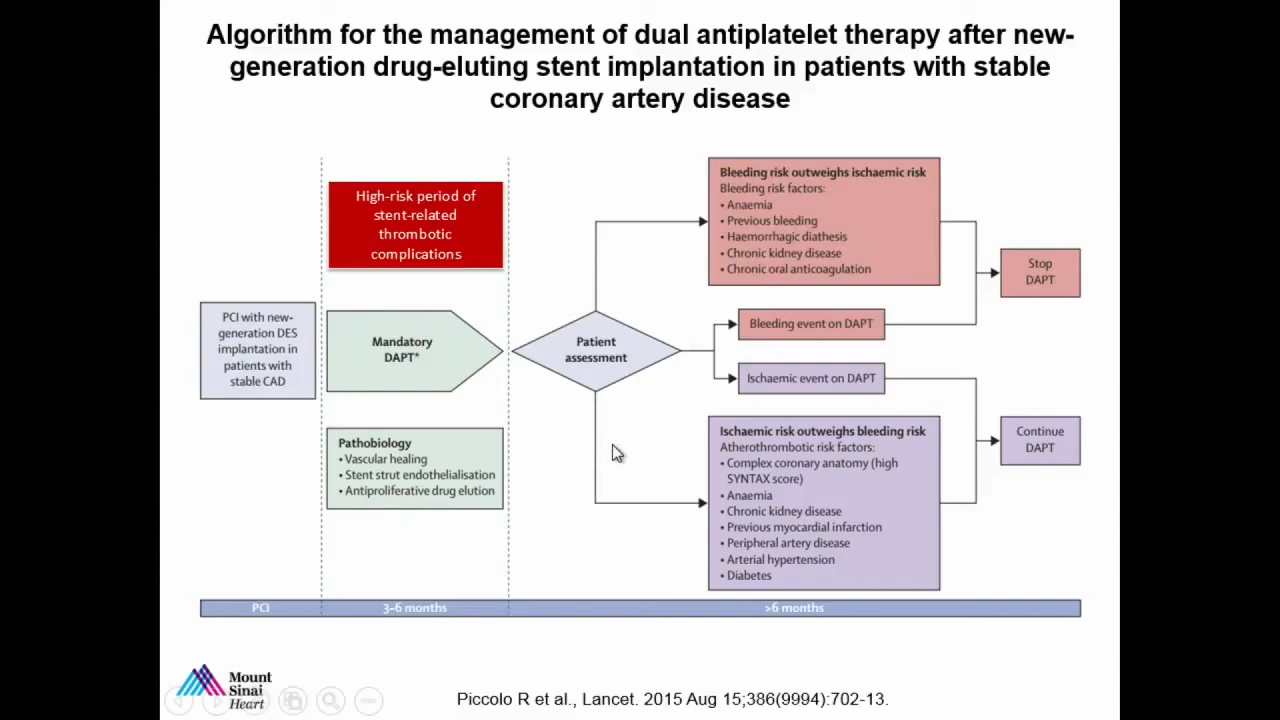 Algorithm for the management of dual antiplatelet therapy after new-
generation drug-eluting stent implantation in patients with stable
coronary artery disease
PCI with new-
generation DES
implantation in
patients with
stable CAD
High-risk period of
stent-related
thrombotic
complications
Mandatory
DAPT*
Pathobiology
• Vascular healing
• Stent strut endothelialisation
• Antiproliferative drug elution
Patient
assessment
Bleeding risk outweighs ischaemic risk
Bleeding risk factors:
• Anaemia
• Previous bleeding
• Haemorrhagic diathesis
• Chronic kidney disease
• Chronic oral anticoagulation
Bleeding event on DAPT
Ischaemic event on DAPT
Ischaemic risk outweighs bleeding risk
Atherothrombotic risk factors:
• Complex coronary anatomy (high
SYNTAX score)
• Anaemia
• Chronic kidney disease
• Previous myocardial infarction
• Peripheral artery disease
• Arterial hypertension
• Diabetes
Stop
DAPT
Continue
DAPT
PCI
3–6 months
>6 months
Mount
Sinai
Heart
Piccolo R et al., Lancet. 2015 Aug 15;386(9994):702-13.